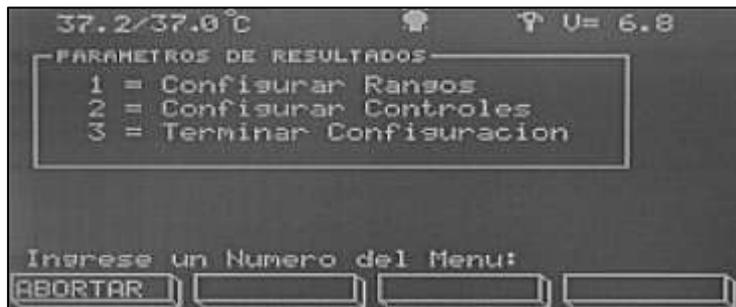 37.2/37.0°C V= 6.8
PARAMETROS DE RESULTADOS
1 = Configurar Rangos
2 = Configurar Controles
3 = Terminar Configuracion
Ingrese un Numero del Menu:
ABORTAR